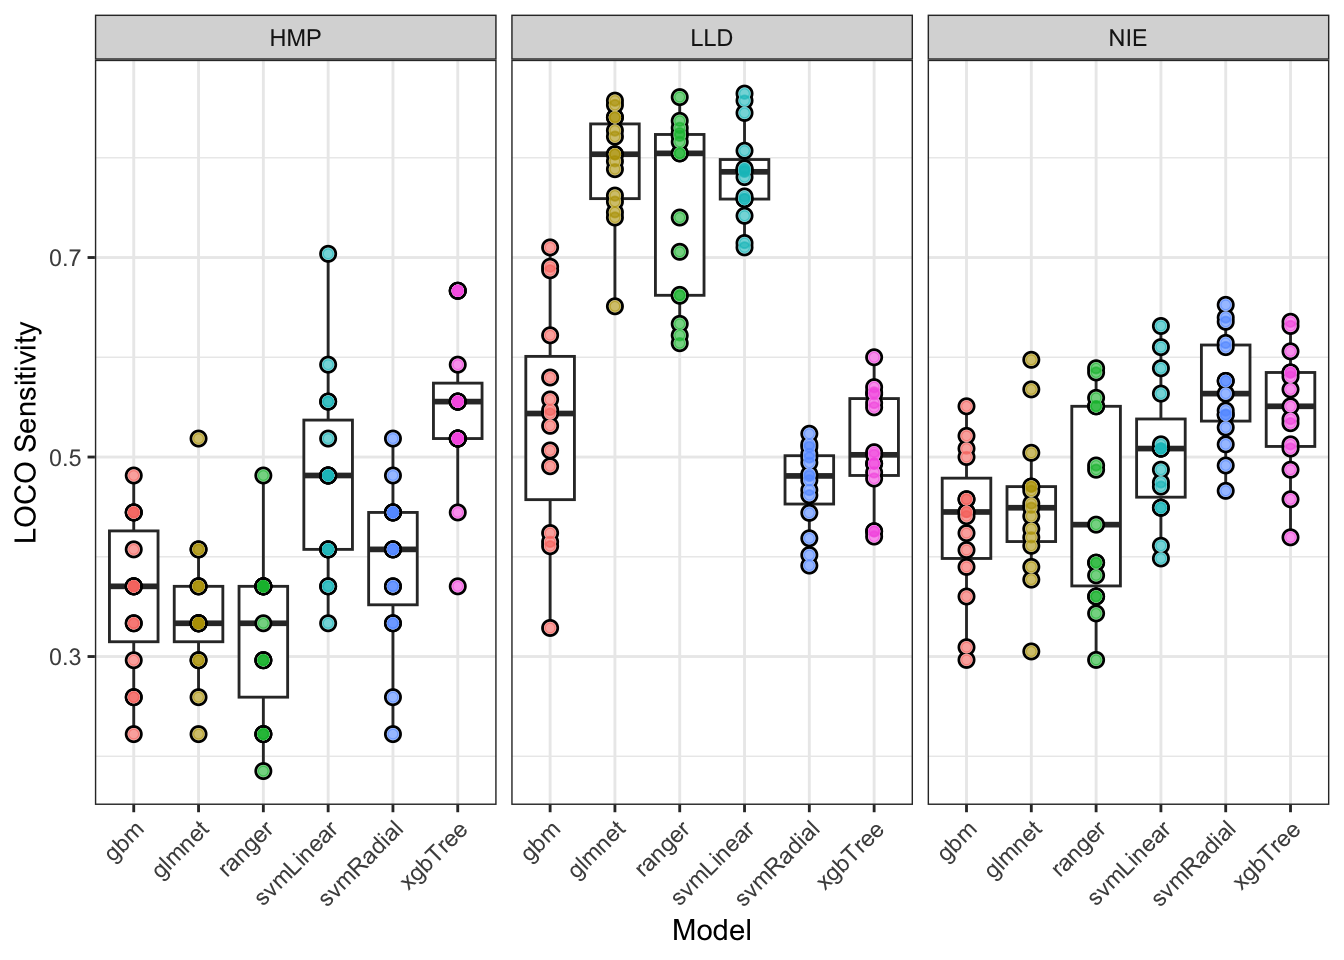 HMP LLD NIE
LOCO Sensitivity
0.7
0.5
0.3
gbm glmnet ranger svmLinear svmRadial xgbTree gbm glmnet ranger svmLinear svmRadial xgbTree gbm glmnet ranger svmLinear svmRadial xgbTree
Model